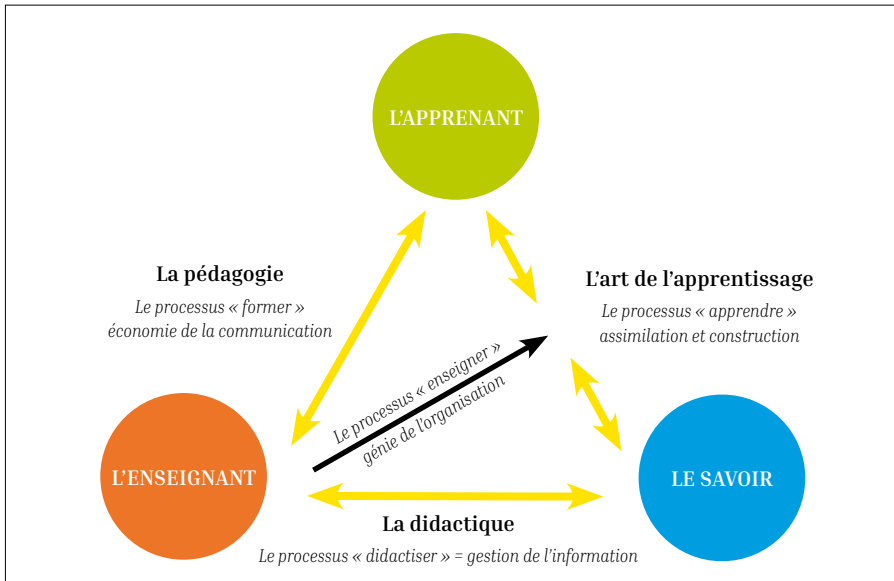 L'APPRENANT
La pédagogie
Le processus « former »
économie de la communication
L'art de l'apprentissage
Le processus « apprendre »
assimilation et construction
Le processus « enseigner »
génie de l'organisation
L'ENSEIGNANT
LE SAVOIR
La didactique
Le processus « didactiser » = gestion de l'information